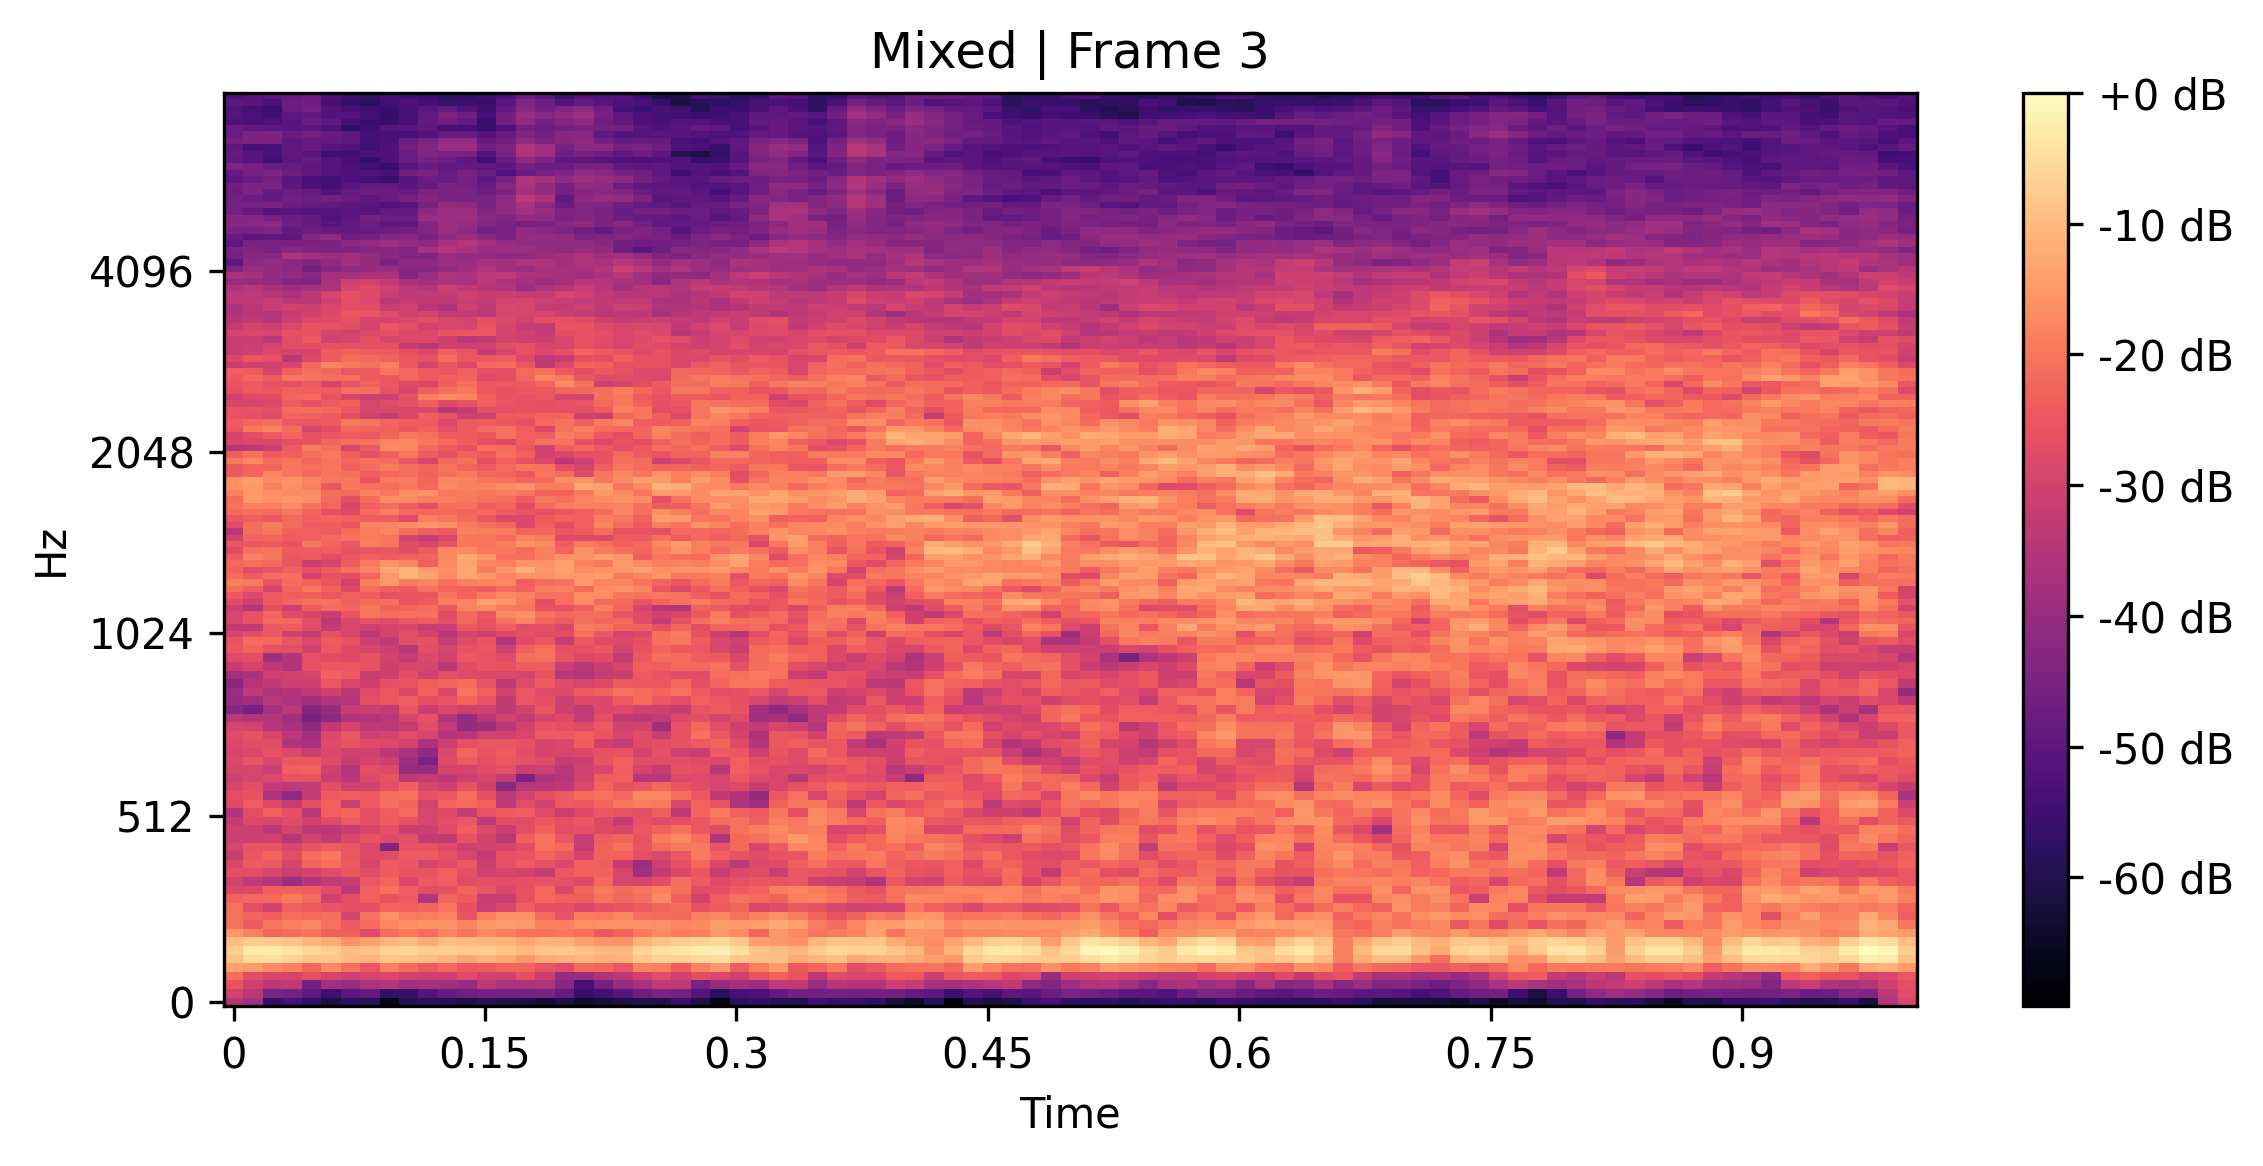 Mixed | Frame 3
Hz
4096
2048
1024
512
0
0 0.15 0.3 0.45 0.6 0.75 0.9
Time
+0 dB
-10 dB
-20 dB
-30 dB
-40 dB
-50 dB
-60 dB